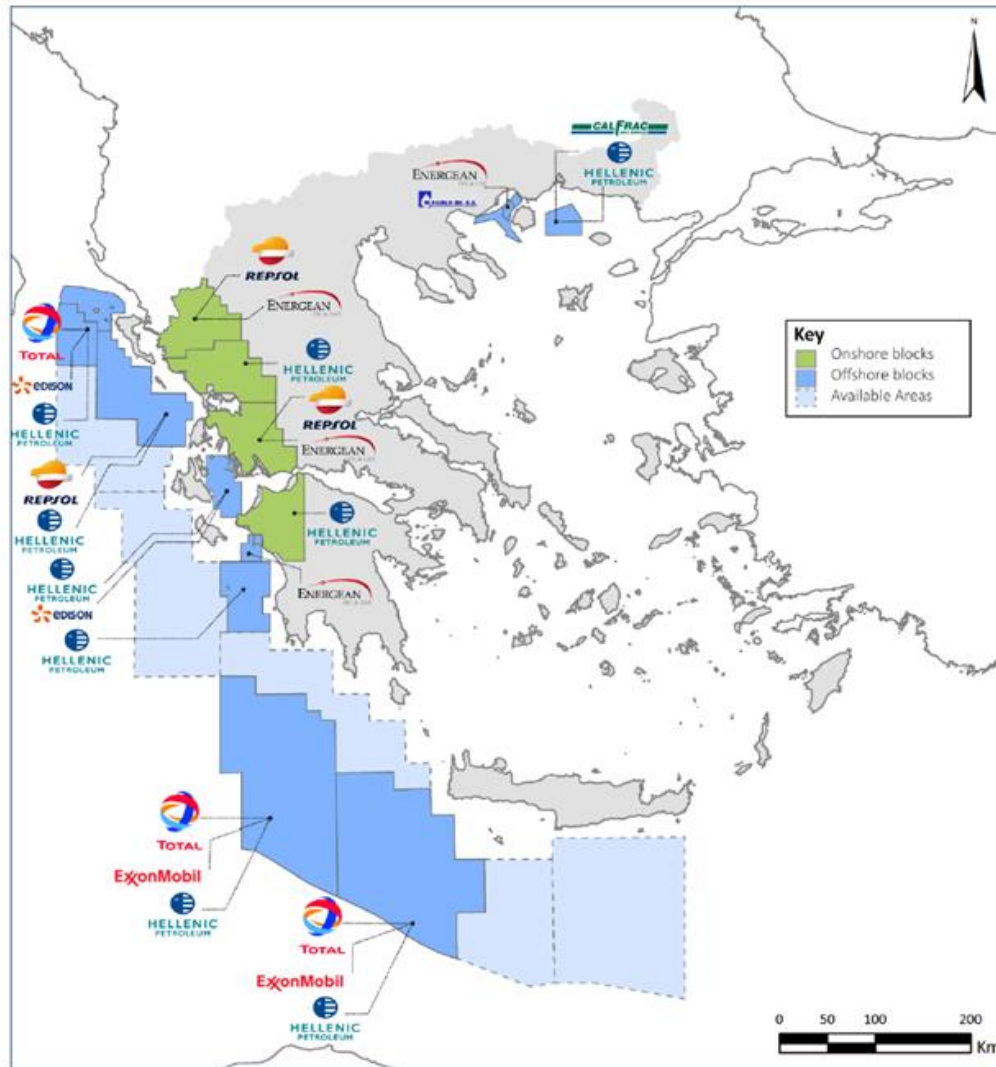 N
CALFRAC
HELLENIC
PETROLEUM
ENERGEAN
REPSOL
ENERGEAN
TOTAL
HELLENIC
PETROLEUM
edison
REPSOL
HELLENIC
PETROLEUM
ENERGEAN
REPSOL
HELLENIC
PETROLEUM
HELLENIC
PETROLEUM
HELLENIC
PETROLEUM
edison
ENERGEAN
HELLENIC
PETROLEUM
Key
Onshore blocks
Offshore blocks
Available Areas
TOTAL
ExxonMobil
HELLENIC
PETROLEUM
TOTAL
ExxonMobil
HELLENIC
PETROLEUM
0 50 100 200
Km